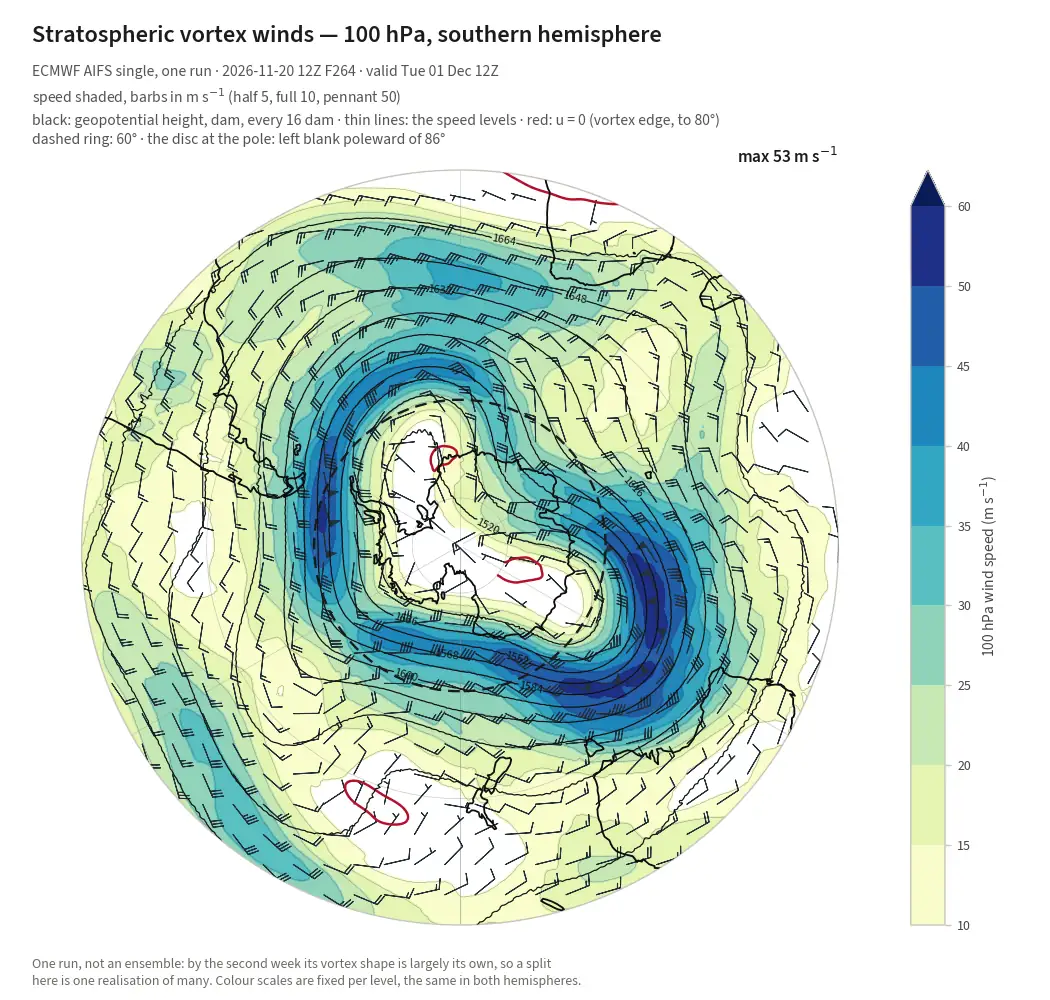 Stratospheric vortex winds — 100 hPa, southern hemisphere
ECMWF AIFS single, one run · 2026-11-20 12Z F264 · valid Tue 01 Dec 12Z
speed shaded, barbs in m s⁻¹ (half 5, full 10, pennant 50)
black: geopotential height, dam, every 16 dam · thin lines: the speed levels · red: u = 0 (vortex edge, to 80°)
dashed ring: 60° · the disc at the pole: left blank poleward of 86°
max 53 m s⁻¹
60
50
45
40
35
30
25
20
15
10
100 hPa wind speed (m s⁻¹)
1664
1648
1520
1568
1600
One run, not an ensemble: by the second week its vortex shape is largely its own, so a split
here is one realisation of many. Colour scales are fixed per level, the same in both hemispheres.